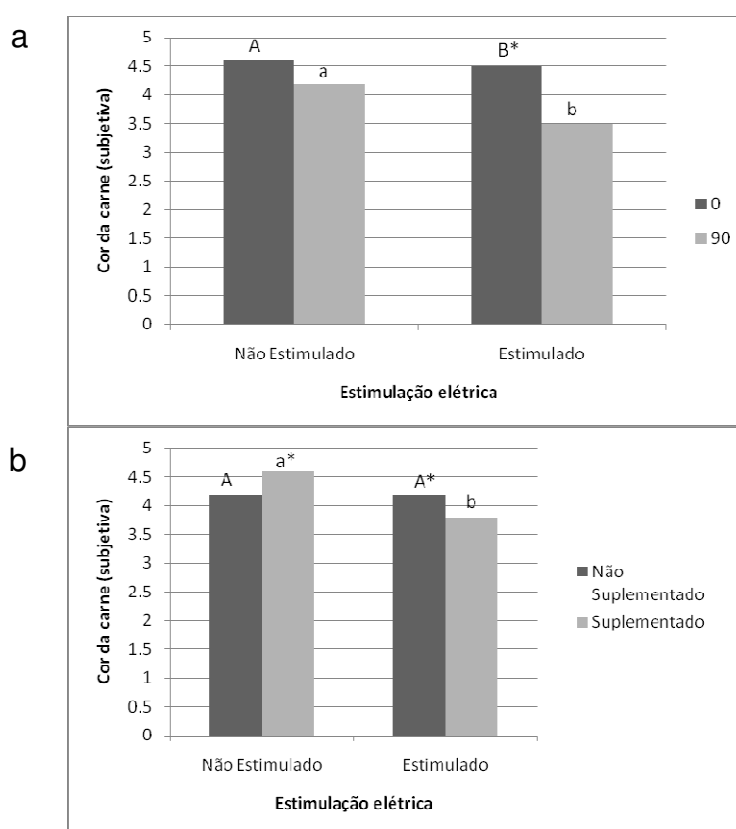 a
Cor da carne (subjetiva)
5
4.5
4
3.5
3
2.5
2
1.5
1
0.5
0
A
a
B*
b
Não Estimulado
Estimulado
Estimulação elétrica
0
90
b
Cor da carne (subjetiva)
5
4.5
4
3.5
3
2.5
2
1.5
1
0.5
0
A
a*
A*
b
Não Estimulado
Estimulado
Estimulação elétrica
Não
Suplementado
Suplementado